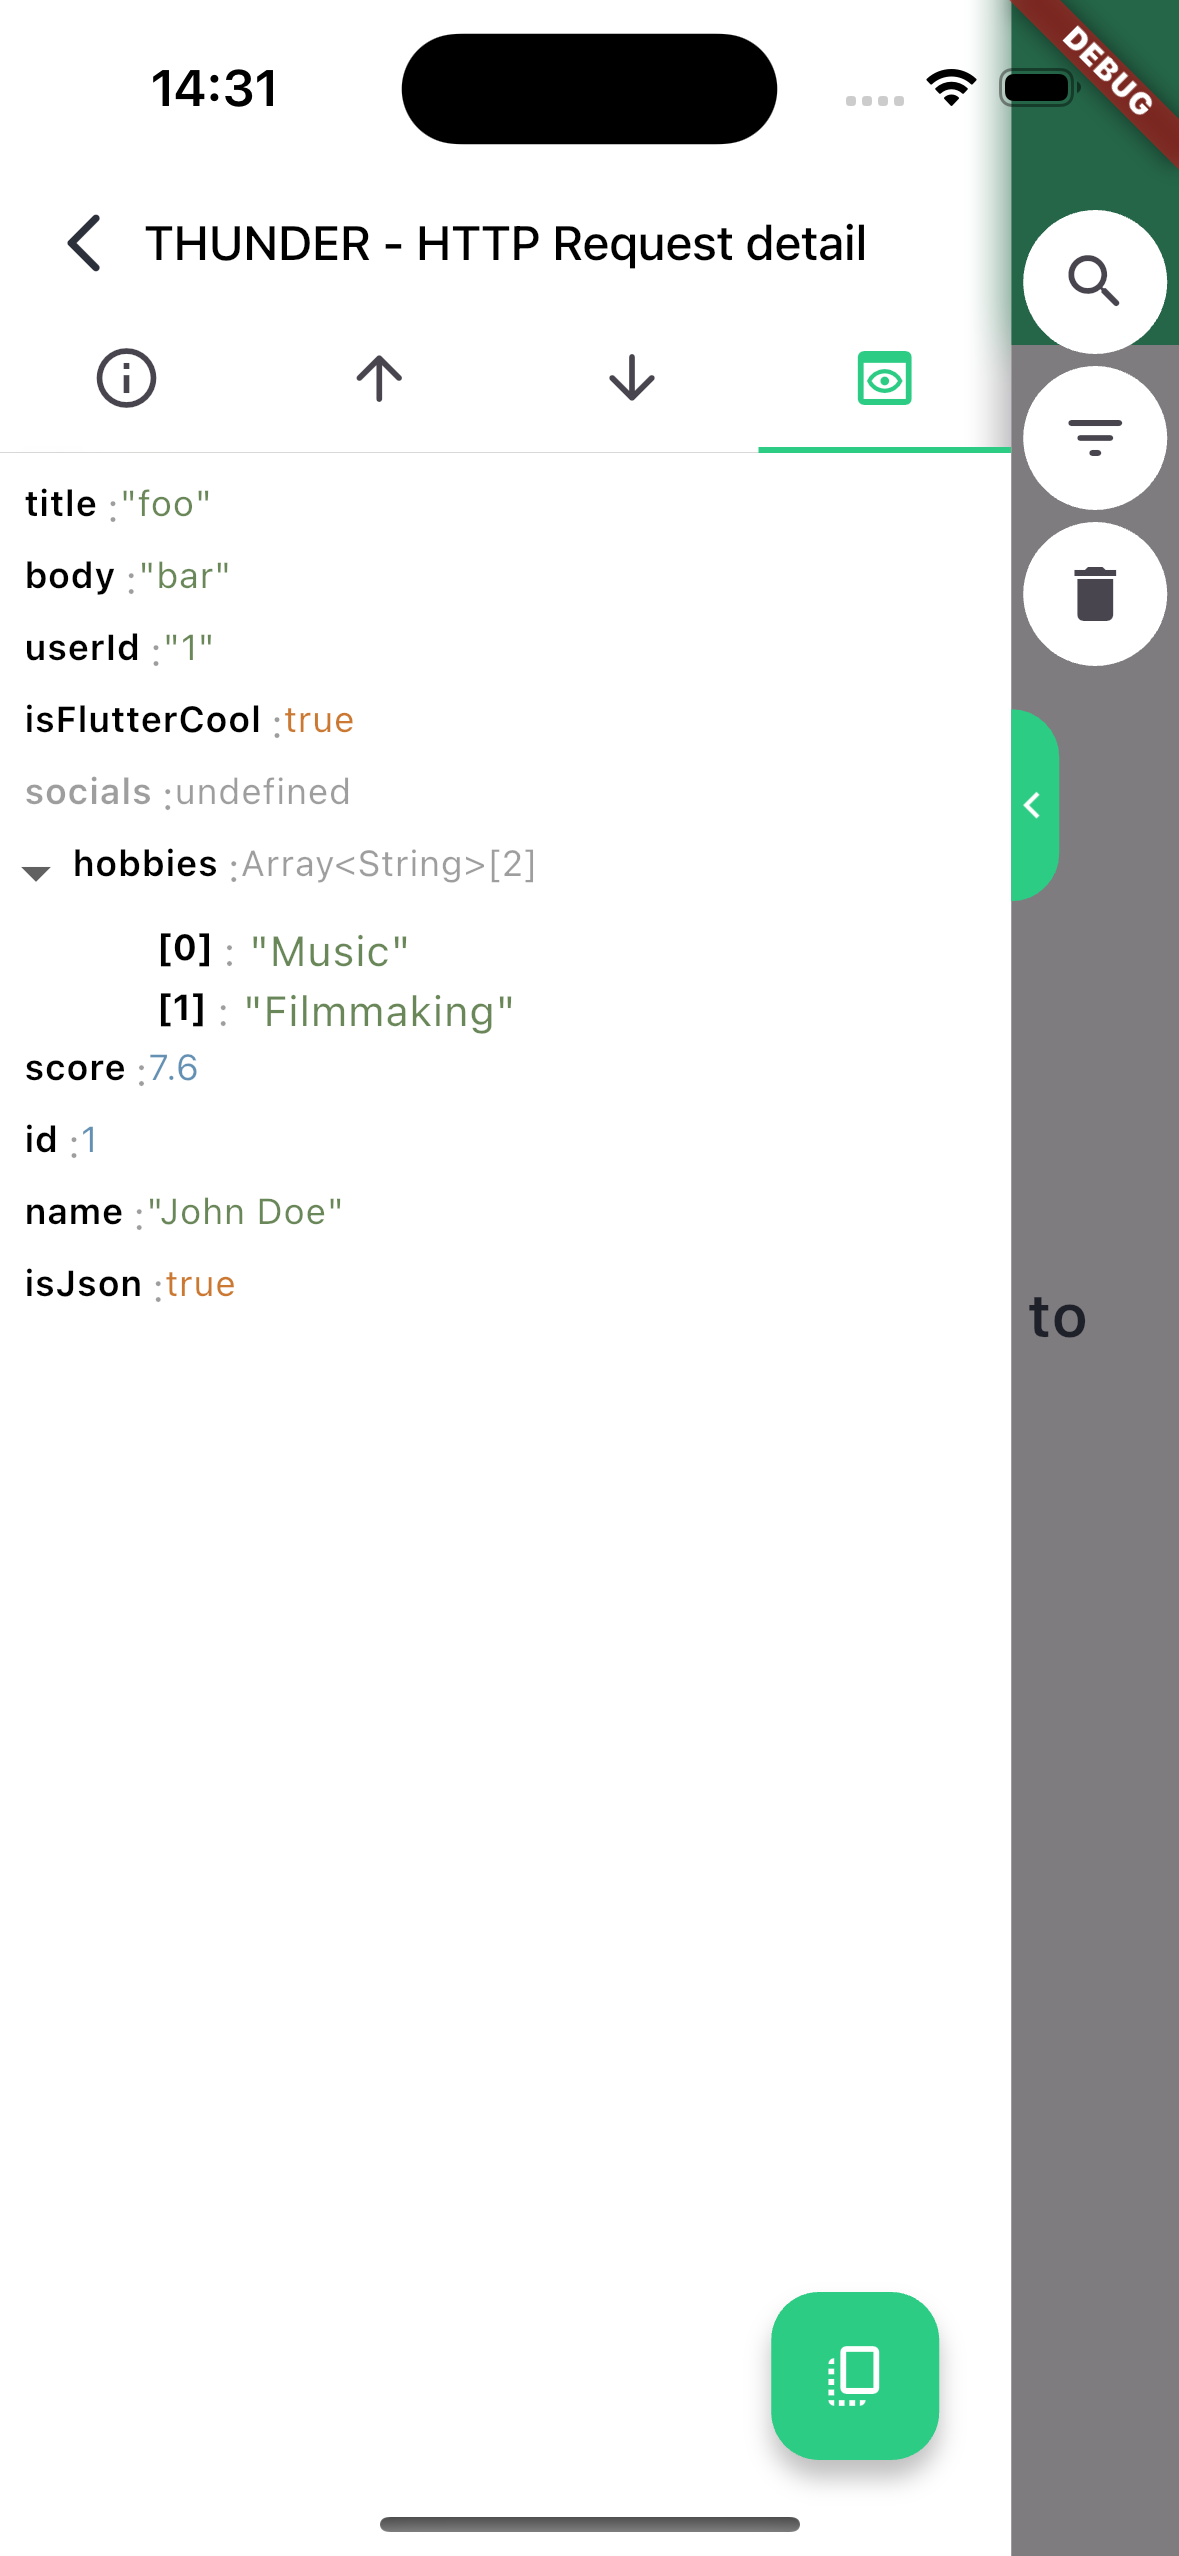 14:31
DEBUG
THUNDER - HTTP Request detail
title :"foo"
body :"bar"
userId :"1"
isFlutterCool :true
socials :undefined
hobbies :Array<String>[2]
[0] : "Music"
[1] : "Filmmaking"
score :7.6
id :1
name :"John Doe"
isJson :true
to